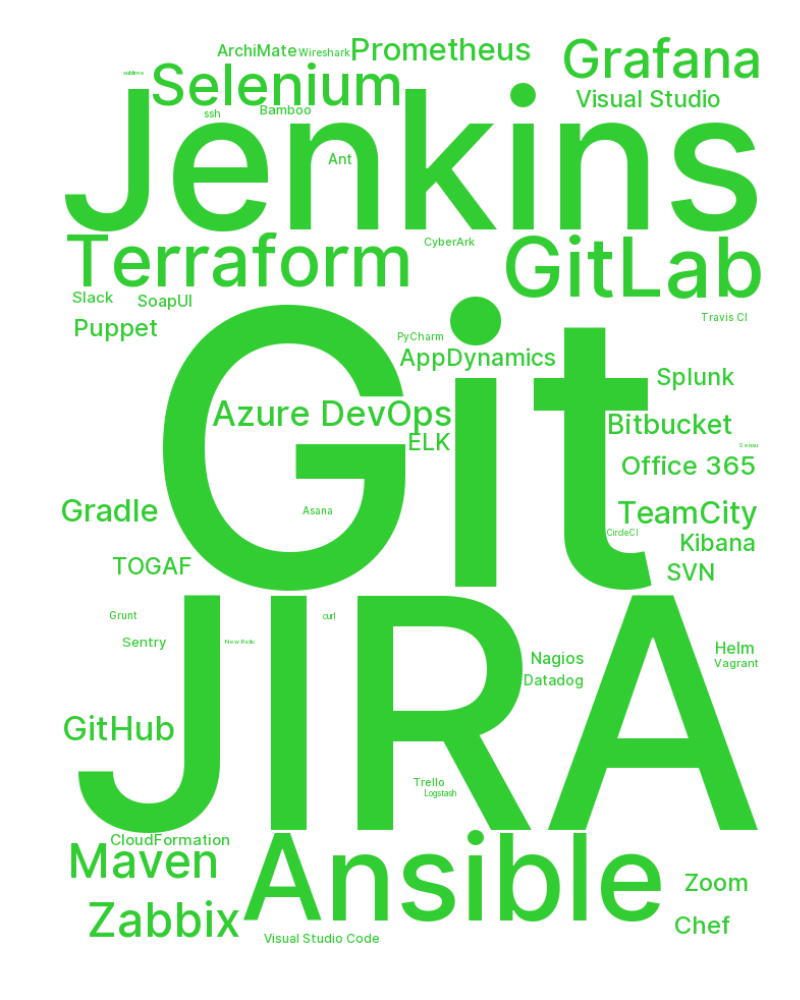 ArchiMate
Wireshark
Prometheus
Grafana
sublime
Selenium
Visual Studio
ssh
Bamboo
Jenkins
Ant
Terraform
CyberArk
GitLab
Slack
SoapUI
Travis CI
Puppet
PyCharm
AppDynamics
Git
Splunk
Azure DevOps
Bitbucket
ELK
Office 365
Gradle
Asana
TeamCity
CirdeCI
Kibana
TOGAF
SVN
Grunt
curl
Sentry
New Relic
JIRA
Nagios
Helm
Datadog
Vagrant
GitHub
Trello
Logstash
CloudFormation
Maven
Ansible
Zoom
Zabbix
Chef
Visual Studio Code